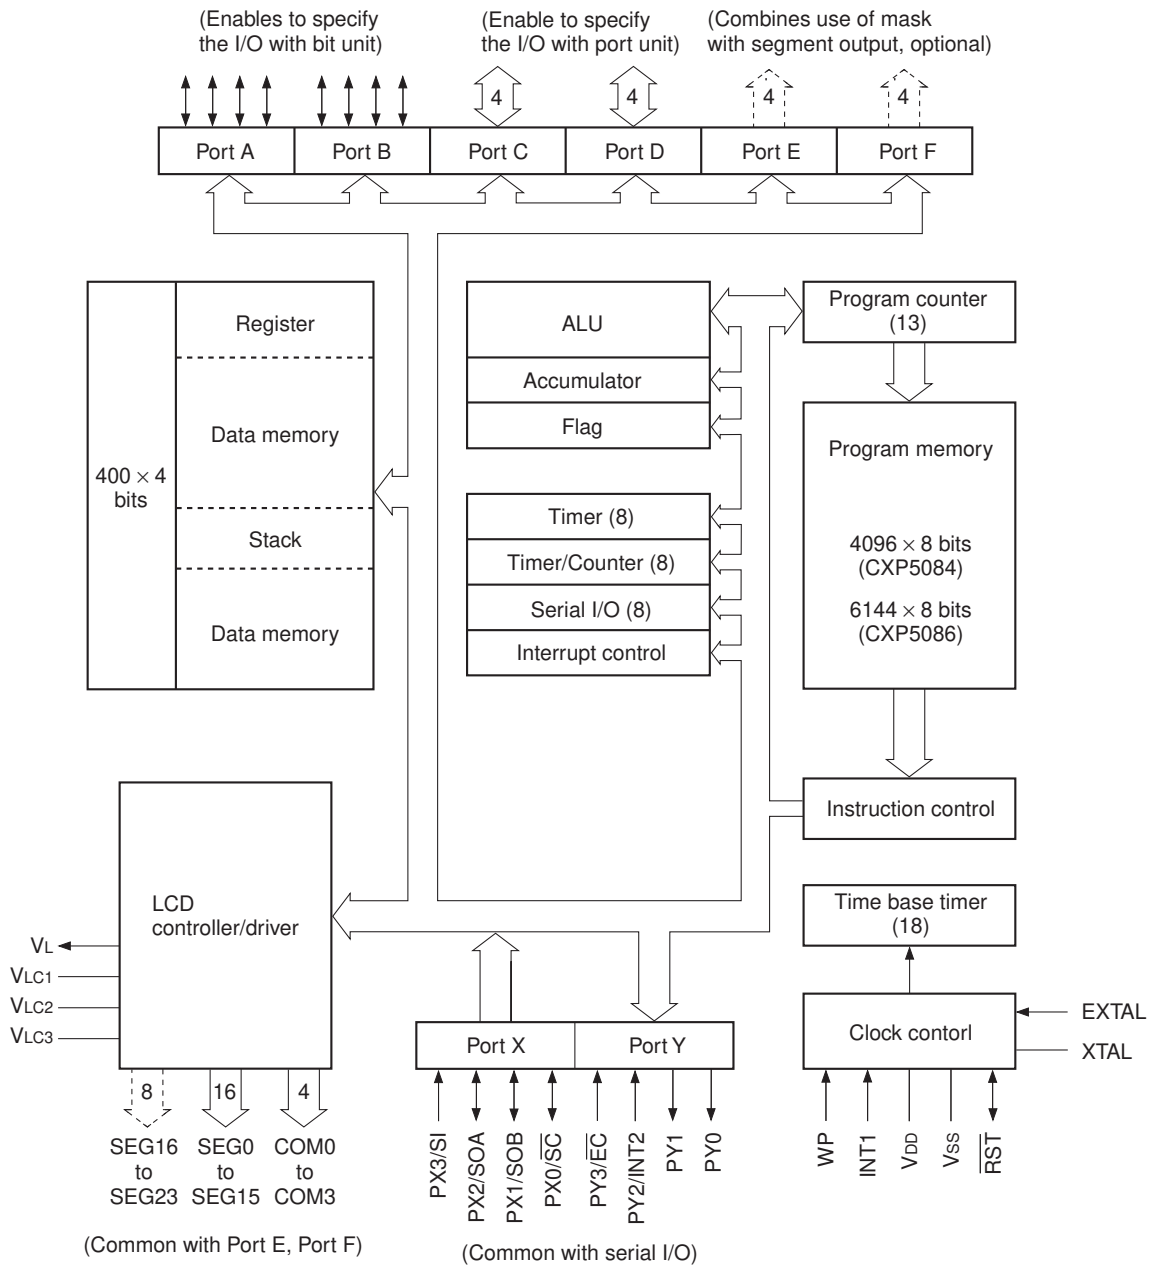 (Enables to specify
the I/O with bit unit)
(Enable to specify
the I/O with port unit)
(Combines use of mask
with segment output, optional)
4
4
4
4
Port A
Port B
Port C
Port D
Port E
Port F
400 × 4
bits
Register
Data memory
Stack
Data memory
ALU
Accumulator
Flag
Timer (8)
Timer/Counter (8)
Serial I/O (8)
Interrupt control
Program counter
(13)
Program memory
4096 × 8 bits
(CXP5084)
6144 × 8 bits
(CXP5086)
Instruction control
Time base timer
(18)
Clock contorl
EXTAL
XTAL
WP
INT1
VDD
VSS
R̅S̅T̅
LCD
controller/driver
VL
VLC1
VLC2
VLC3
8
16
4
SEG16
to
SEG23
SEG0
to
SEG15
COM0
to
COM3
(Common with Port E, Port F)
Port X
Port Y
PX3/SI
PX2/SOA
PX1/SOB
PX0/S̅C̅
PY3/E̅C̅
PY2/INT2
PY1
PY0
(Common with serial I/O)